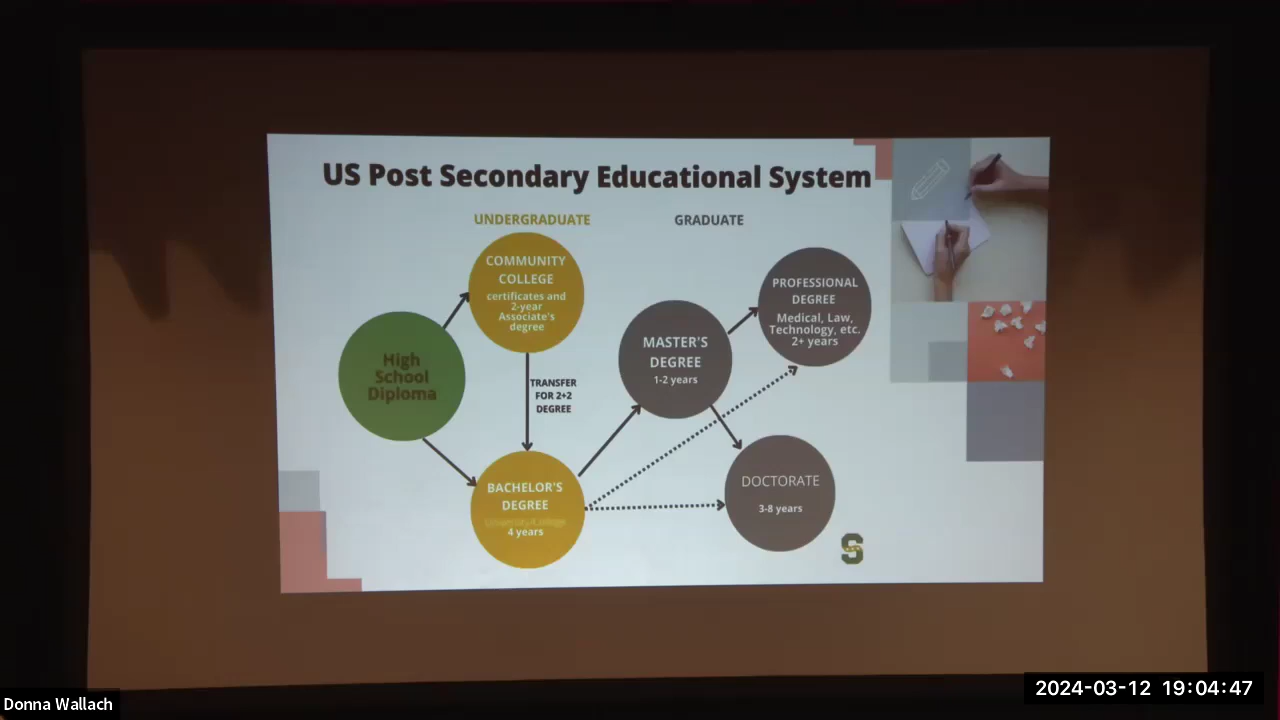 US Post Secondary Educational System
UNDERGRADUATE
GRADUATE
COMMUNITY
COLLEGE
certificates and
2-year
Associate's
degree
PROFESSIONAL
DEGREE
Medical, Law,
Technology, etc.
2+ years
High
School
Diploma
MASTER'S
DEGREE
1-2 years
TRANSFER
FOR 2+2
DEGREE
BACHELOR'S
DEGREE
University/College
4 years
DOCTORATE
3-8 years
S
Donna Wallach
2024-03-12 19:04:47